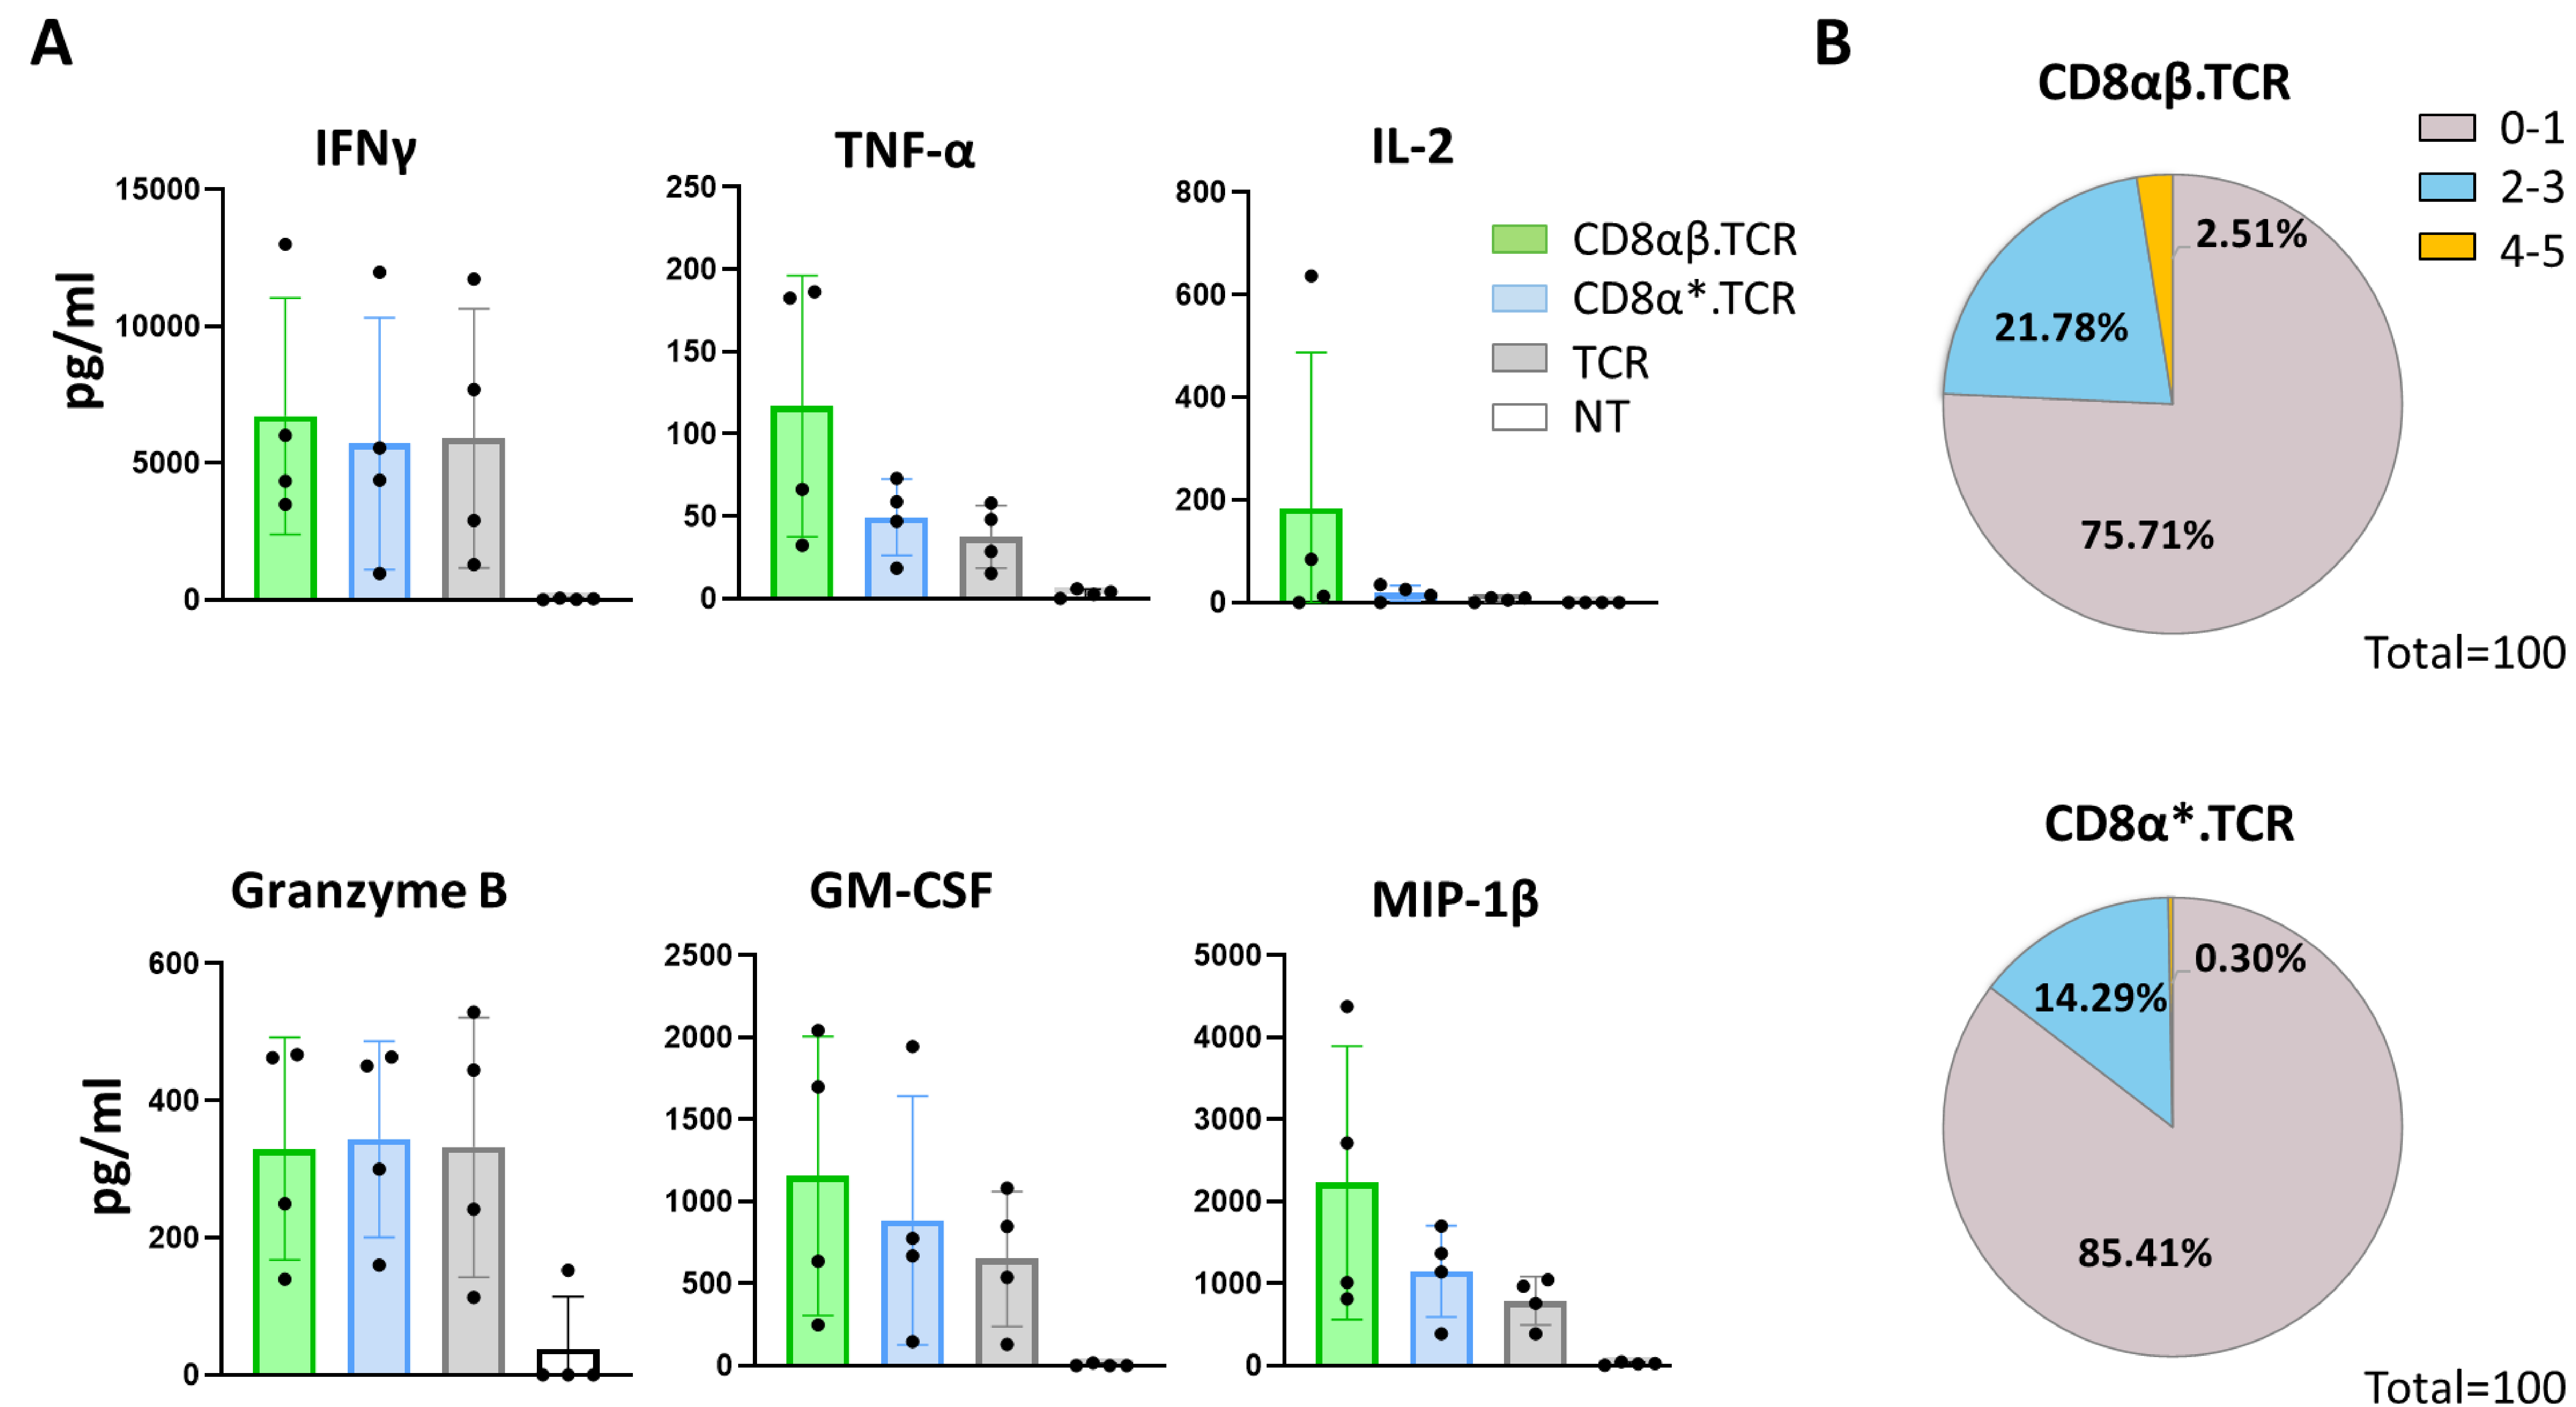 A
IFNγ
pg/ml
15000
10000
5000
0
TNF-α
250
200
150
100
50
0
IL-2
800
600
400
200
0
CD8αβ.TCR
CD8α*.TCR
TCR
NT
Granzyme B
pg/ml
600
400
200
0
GM-CSF
2500
2000
1500
1000
500
0
MIP-1β
5000
4000
3000
2000
1000
0
B
CD8αβ.TCR
0-1
2-3
4-5
2.51%
21.78%
75.71%
Total=100
CD8α*.TCR
0.30%
14.29%
85.41%
Total=100